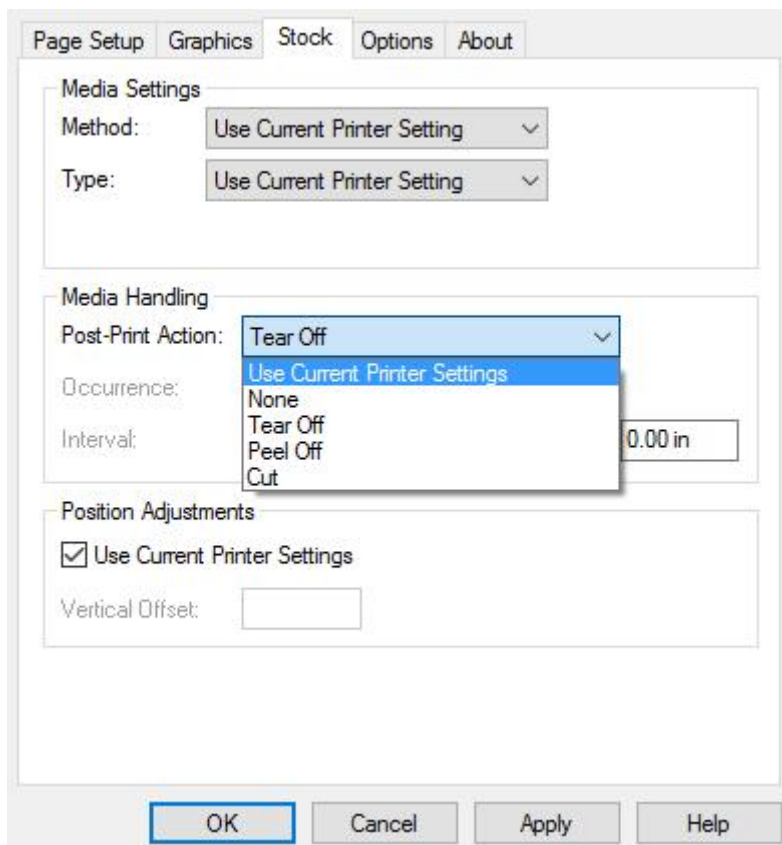 Page Setup Graphics Stock Options About
Media Settings
Method: Use Current Printer Setting
Type: Use Current Printer Setting
Media Handling
Post-Print Action: Tear Off
Use Current Printer Settings
Occurrence:
None
Tear Off
Interval: 0.00 in
Peel Off
Cut
Position Adjustments
Use Current Printer Settings
Vertical Offset:
OK Cancel Apply Help